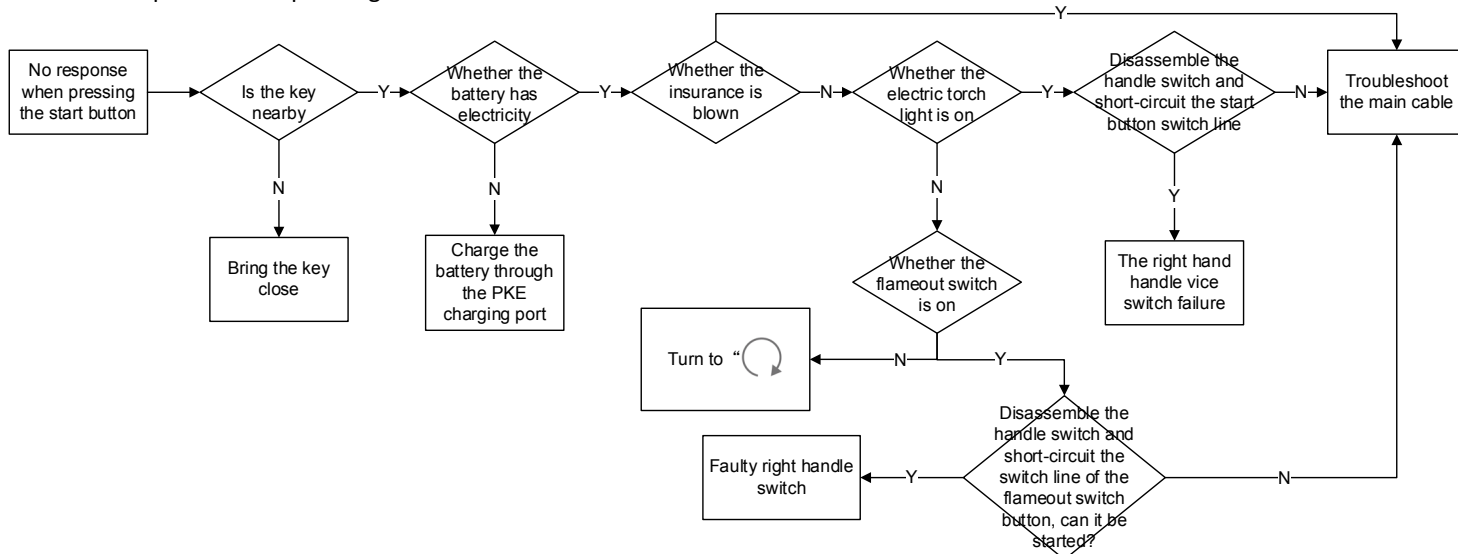 No response
when pressing
the start button
Is the key
nearby
Y
Whether the
battery has
electricity
Y
Whether the
insurance is
blown
Y
N
Whether the
electric torch
light is on
Y
Disassemble the
handle switch and
short-circuit the start
button switch line
N
Troubleshoot
the main cable
N
Bring the key
close
N
Charge the
battery through
the PKE
charging port
N
Whether the
flameout switch
is on
Y
The right hand
handle vice
switch failure
Turn to “
N
Y
Disassemble the
handle switch and
short-circuit the
switch line of the
flameout switch
button, can it be
started?
Y
Faulty right handle
switch
N